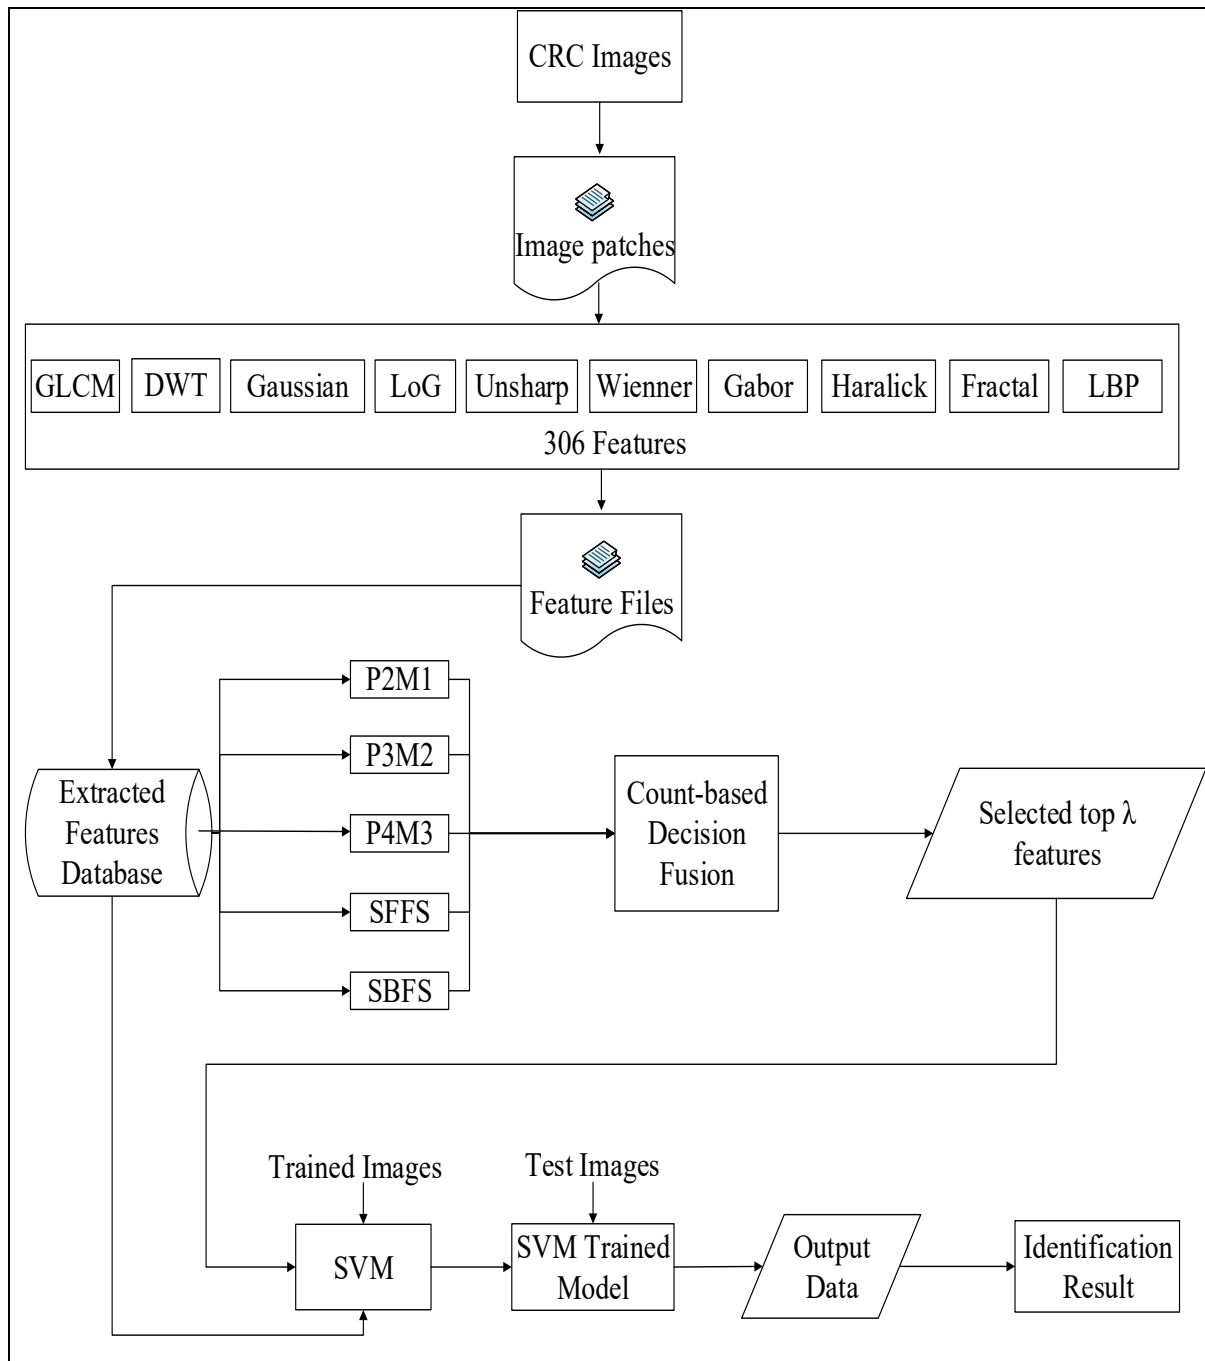 CRC Images
Image patches
GLCM
DWT
Gaussian
LoG
Unsharp
Wienner
Gabor
Haralick
Fractal
LBP
306 Features
Feature Files
P2M1
P3M2
P4M3
SFFS
SBFS
Extracted
Features
Database
Count-based
Decision
Fusion
Selected top λ
features
Trained Images
Test Images
SVM
SVM Trained
Model
Output
Data
Identification
Result